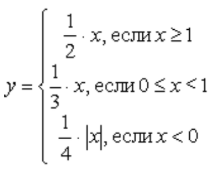 y = { 1/2 · x, если x ≥ 1
1/3 · x, если 0 ≤ x < 1
1/4 · |x|, если x < 0